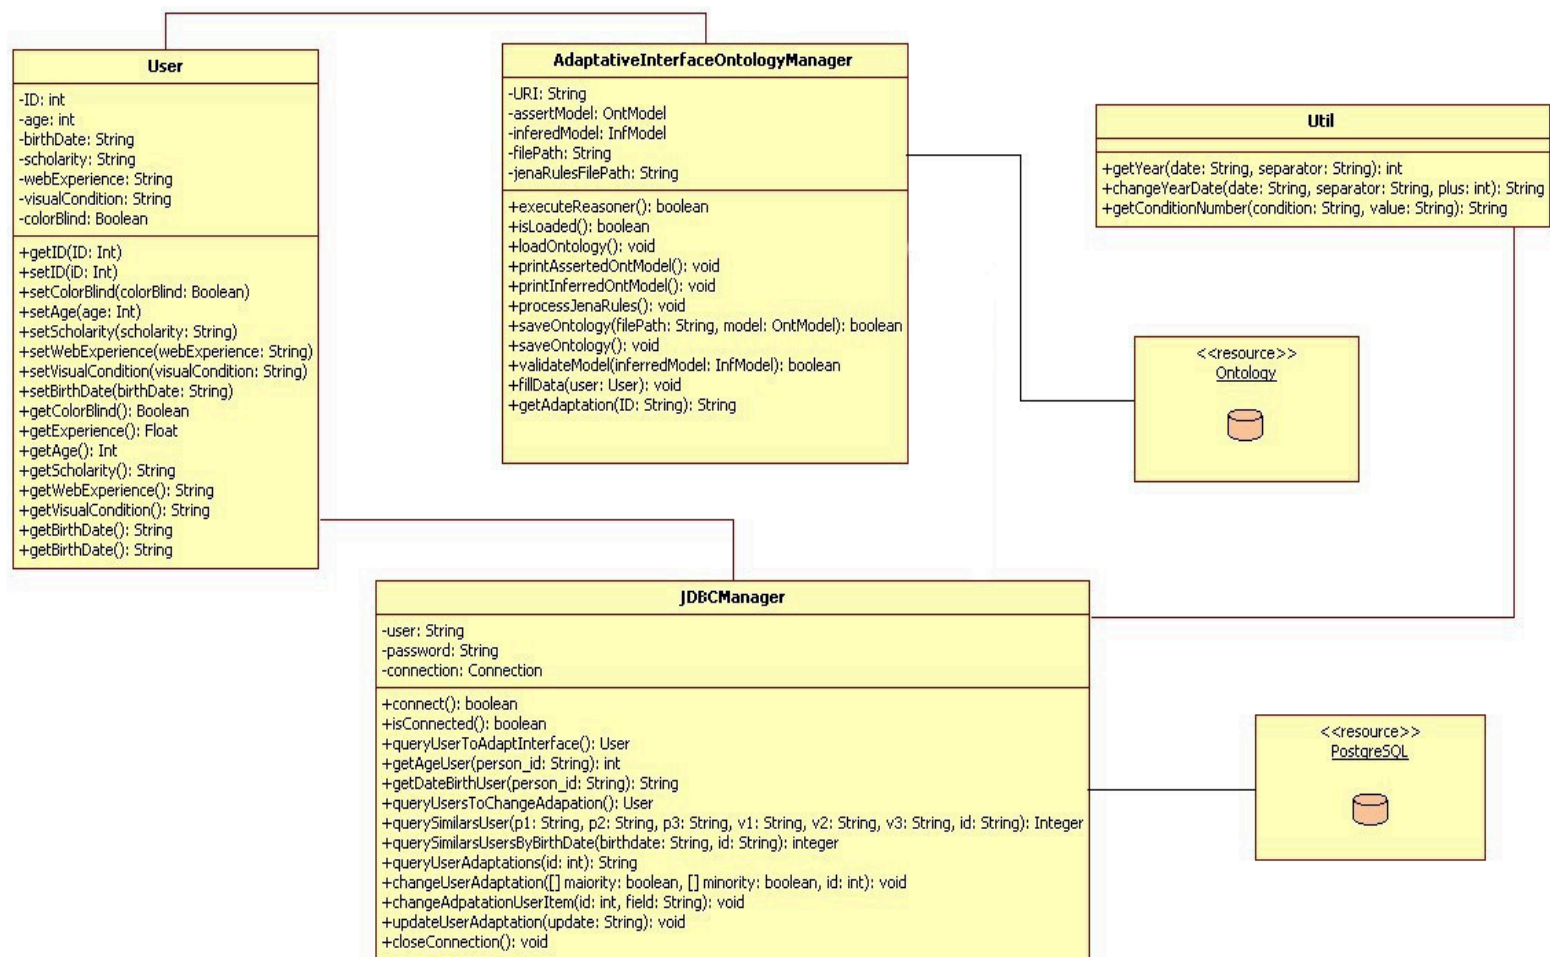 User
-ID: int
-age: int
-birthDate: String
-scholarity: String
-webExperience: String
-visualCondition: String
-colorBlind: Boolean
+getID(ID: Int)
+setID(iD: Int)
+setColorBlind(colorBlind: Boolean)
+setAge(age: Int)
+setScholarity(scholarity: String)
+setWebExperience(webExperience: String)
+setVisualCondition(visualCondition: String)
+setBirthDate(birthDate: String)
+getColorBlind(): Boolean
+getExperience(): Float
+getAge(): Int
+getScholarity(): String
+getWebExperience(): String
+getVisualCondition(): String
+getBirthDate(): String
+getBirthDate(): String
AdaptativeInterfaceOntologyManager
-URI: String
-assertModel: OntModel
-inferedModel: InfModel
-filePath: String
-jenaRulesFilePath: String
+executeReasoner(): boolean
+isLoaded(): boolean
+loadOntology(): void
+printAssertedOntModel(): void
+printInferredOntModel(): void
+processJenaRules(): void
+saveOntology(filePath: String, model: OntModel): boolean
+saveOntology(): void
+validateModel(inferredModel: InfModel): boolean
+fillData(user: User): void
+getAdaptation(ID: String): String
Util
+getYear(date: String, separator: String): int
+changeYearDate(date: String, separator: String, plus: int): String
+getConditionNumber(condition: String, value: String): String
<<resource>>
Ontology
JDBCManager
-user: String
-password: String
-connection: Connection
+connect(): boolean
+isConnected(): boolean
+queryUserToAdaptInterface(): User
+getAgeUser(person_id: String): int
+getDateBirthUser(person_id: String): String
+queryUsersToChangeAdapation(): User
+querySimilarsUser(p1: String, p2: String, p3: String, v1: String, v2: String, v3: String, id: String): Integer
+querySimilarsUsersByBirthDate(birthdate: String, id: String): integer
+queryUserAdaptations(id: int): String
+changeUserAdaptation([] maiority: boolean, [] minority: boolean, id: int): void
+changeAdpatationUserItem(id: int, field: String): void
+updateUserAdaptation(update: String): void
+closeConnection(): void
<<resource>>
PostgreSQL